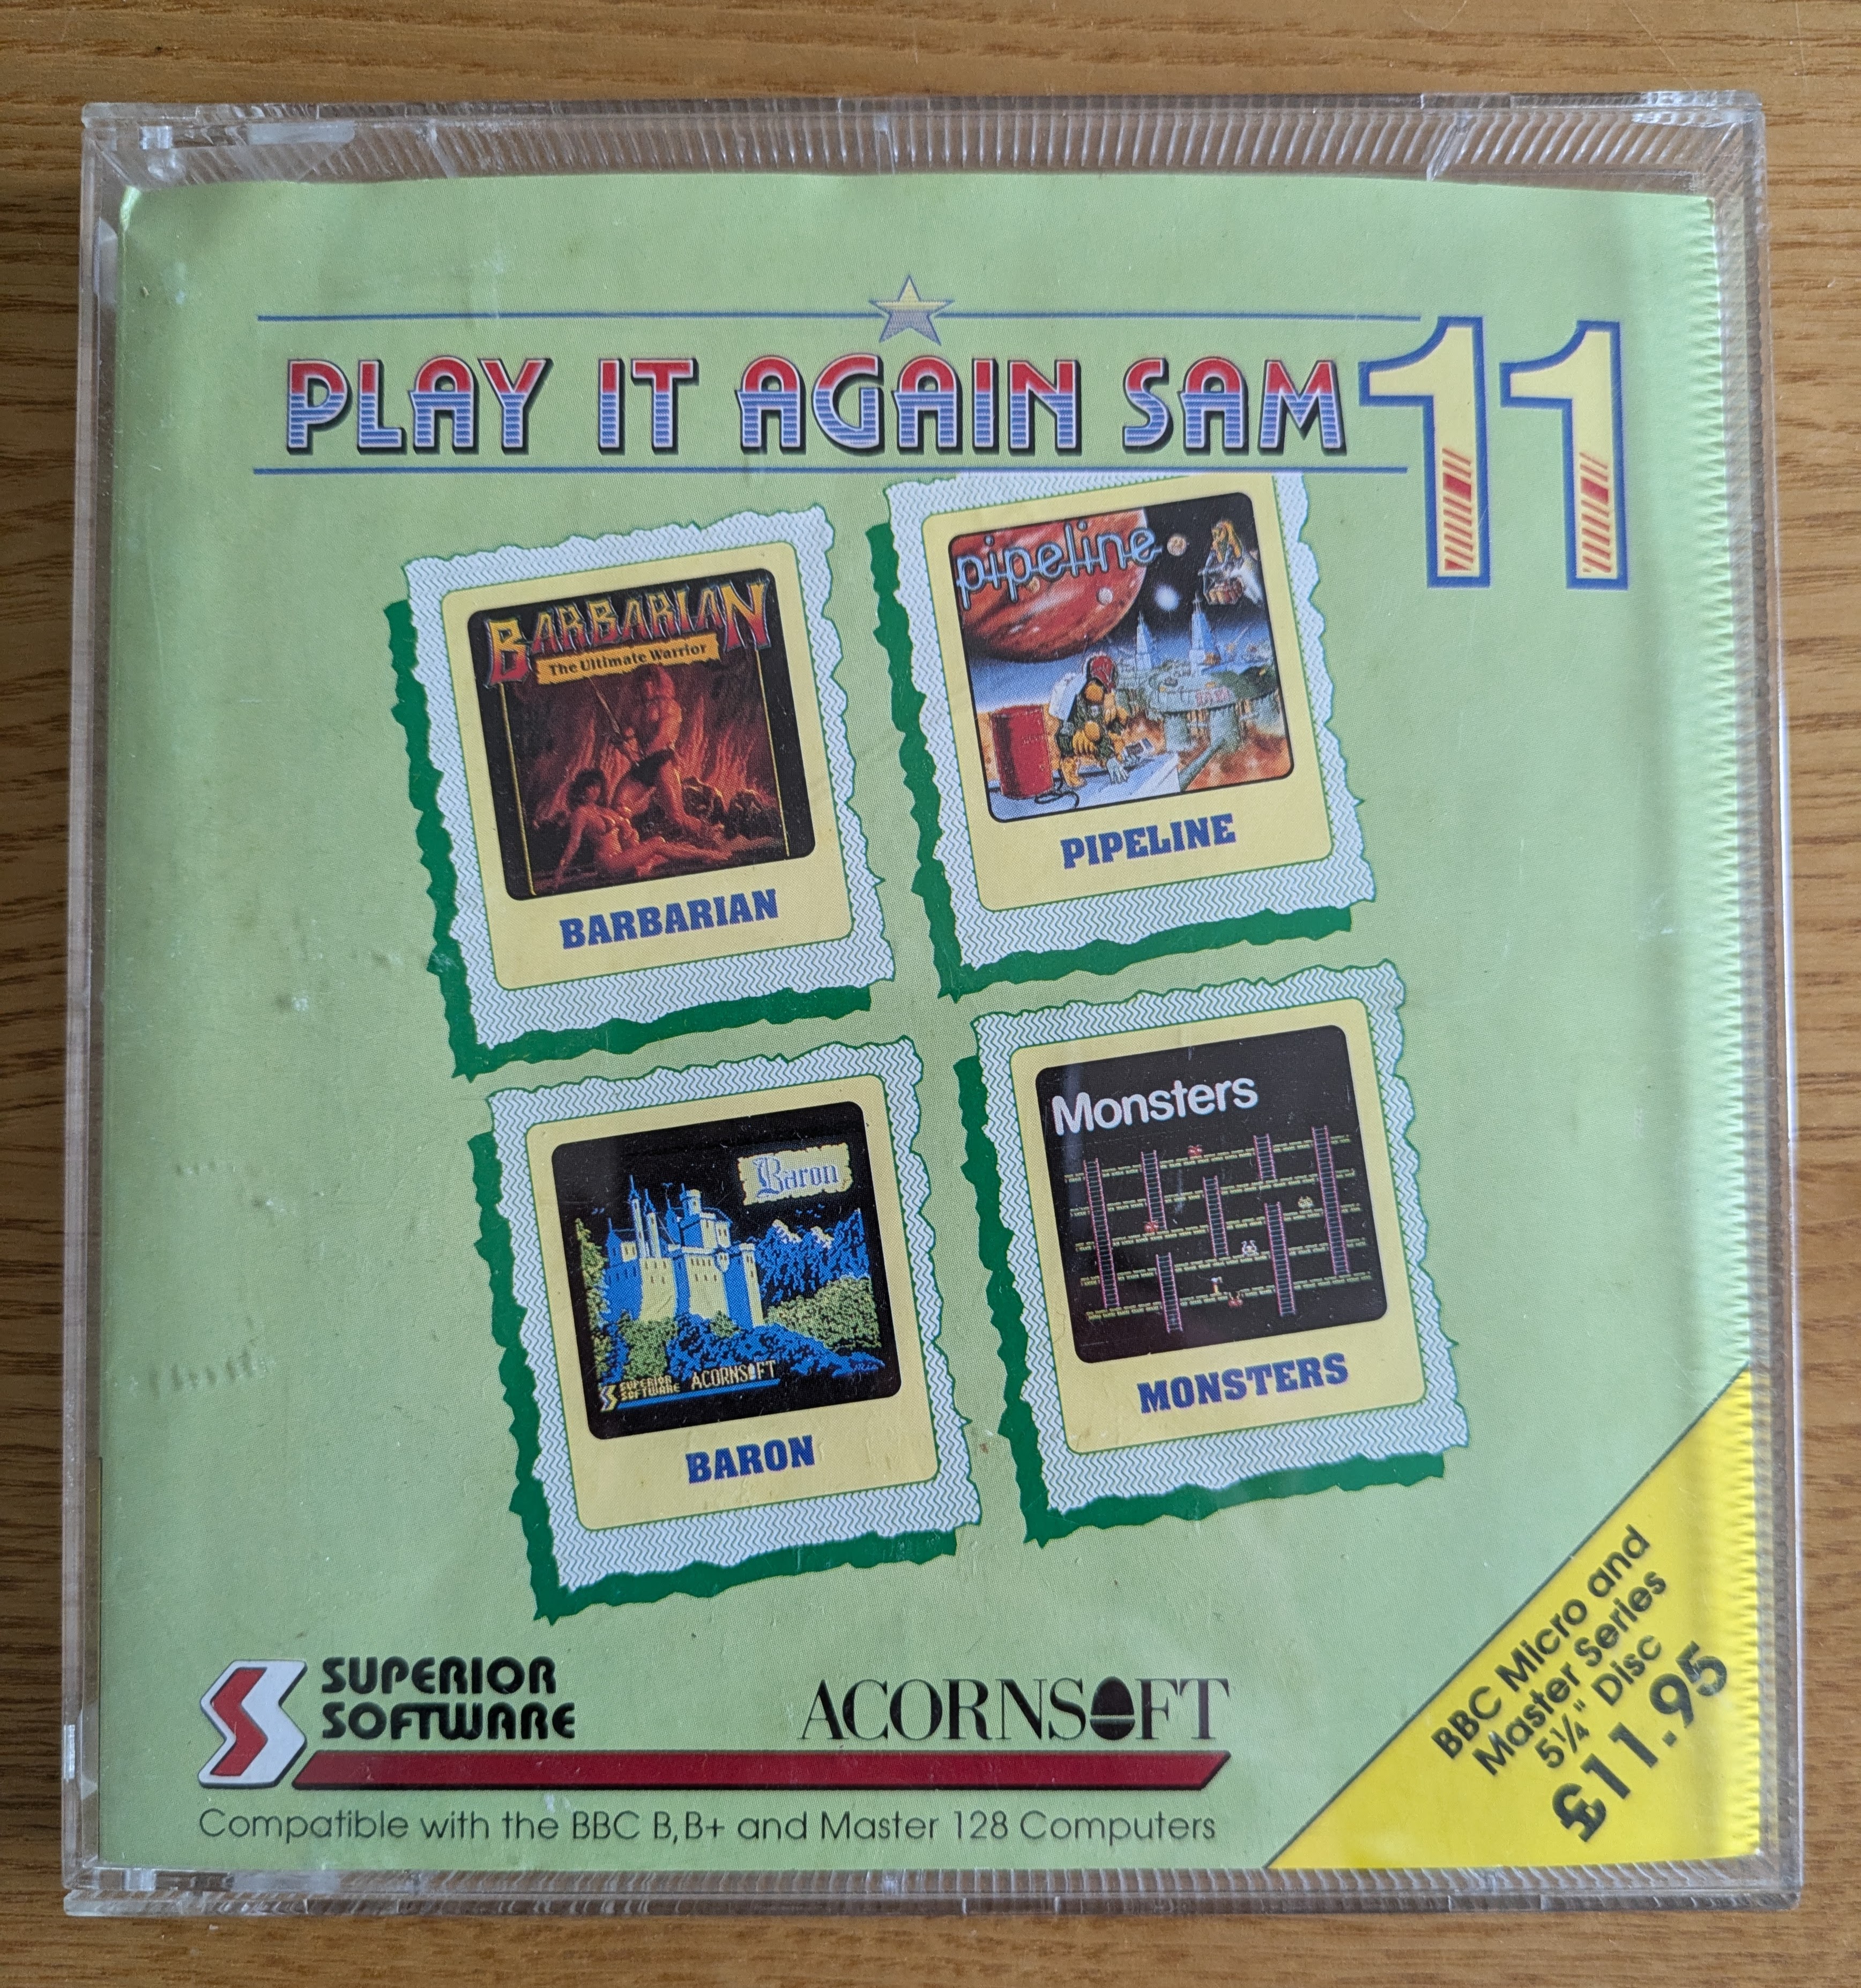 PLAY IT AGAIN SAM 11
BARBARIAN
The Ultimate Warrior
BARBARIAN
pipeline
PIPELINE
Baron
SUPERIOR
SOFTWARE
ACORNSOFT
BARON
Monsters
MONSTERS
SUPERIOR
SOFTWARE
ACORNSOFT
Compatible with the BBC B, B+ and Master 128 Computers
BBC Micro and
Master Series
5¼" Disc
£11.95